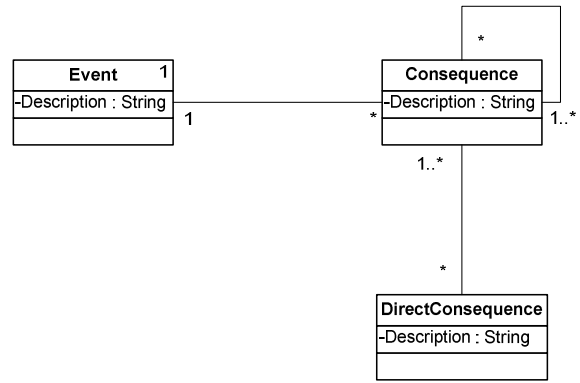 *
Event 1
Consequence
-Description : String
-Description : String
1
*
1..*
1..*
*
DirectConsequence
-Description : String